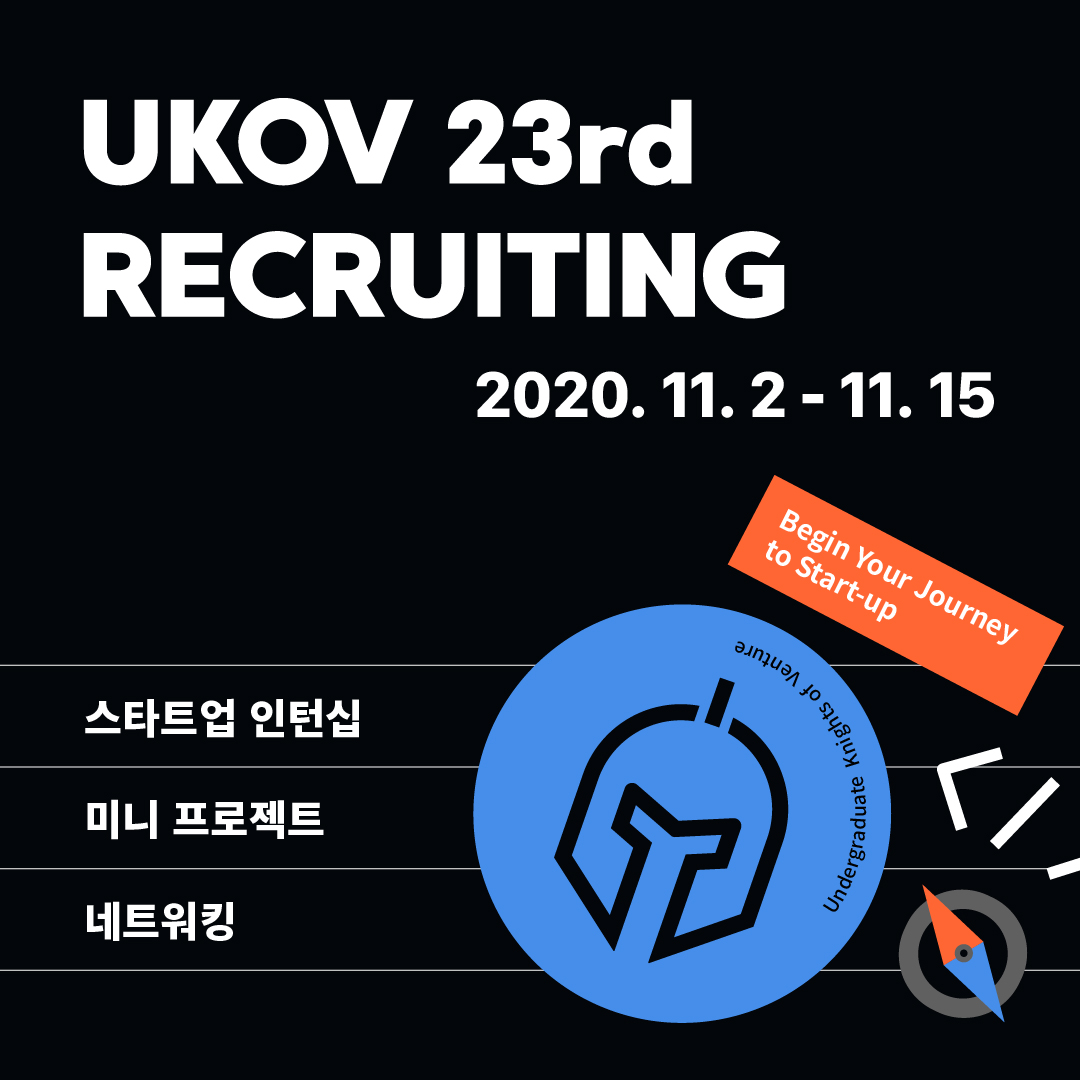 UKOV 23rd
RECRUITING
2020. 11. 2 - 11. 15
Begin Your Journey
to Start-up
스타트업 인턴십
미니 프로젝트
네트워킹
Undergraduate Knights of Venture